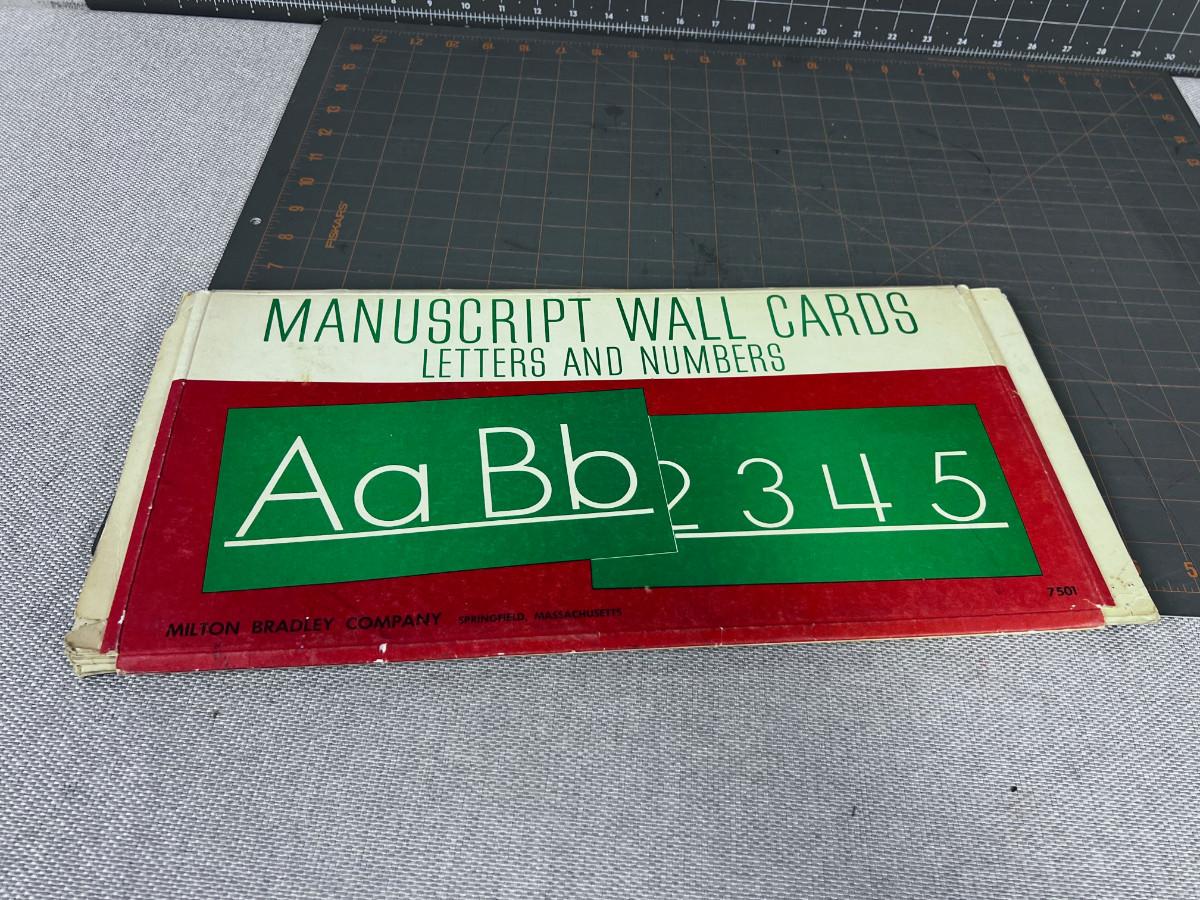 MANUSCRIPT WALL CARDS
LETTERS AND NUMBERS
Aa Bb
2 3 4 5
7501
MILTON BRADLEY COMPANY SPRINGFIELD, MASSACHUSETTS
FISKARS